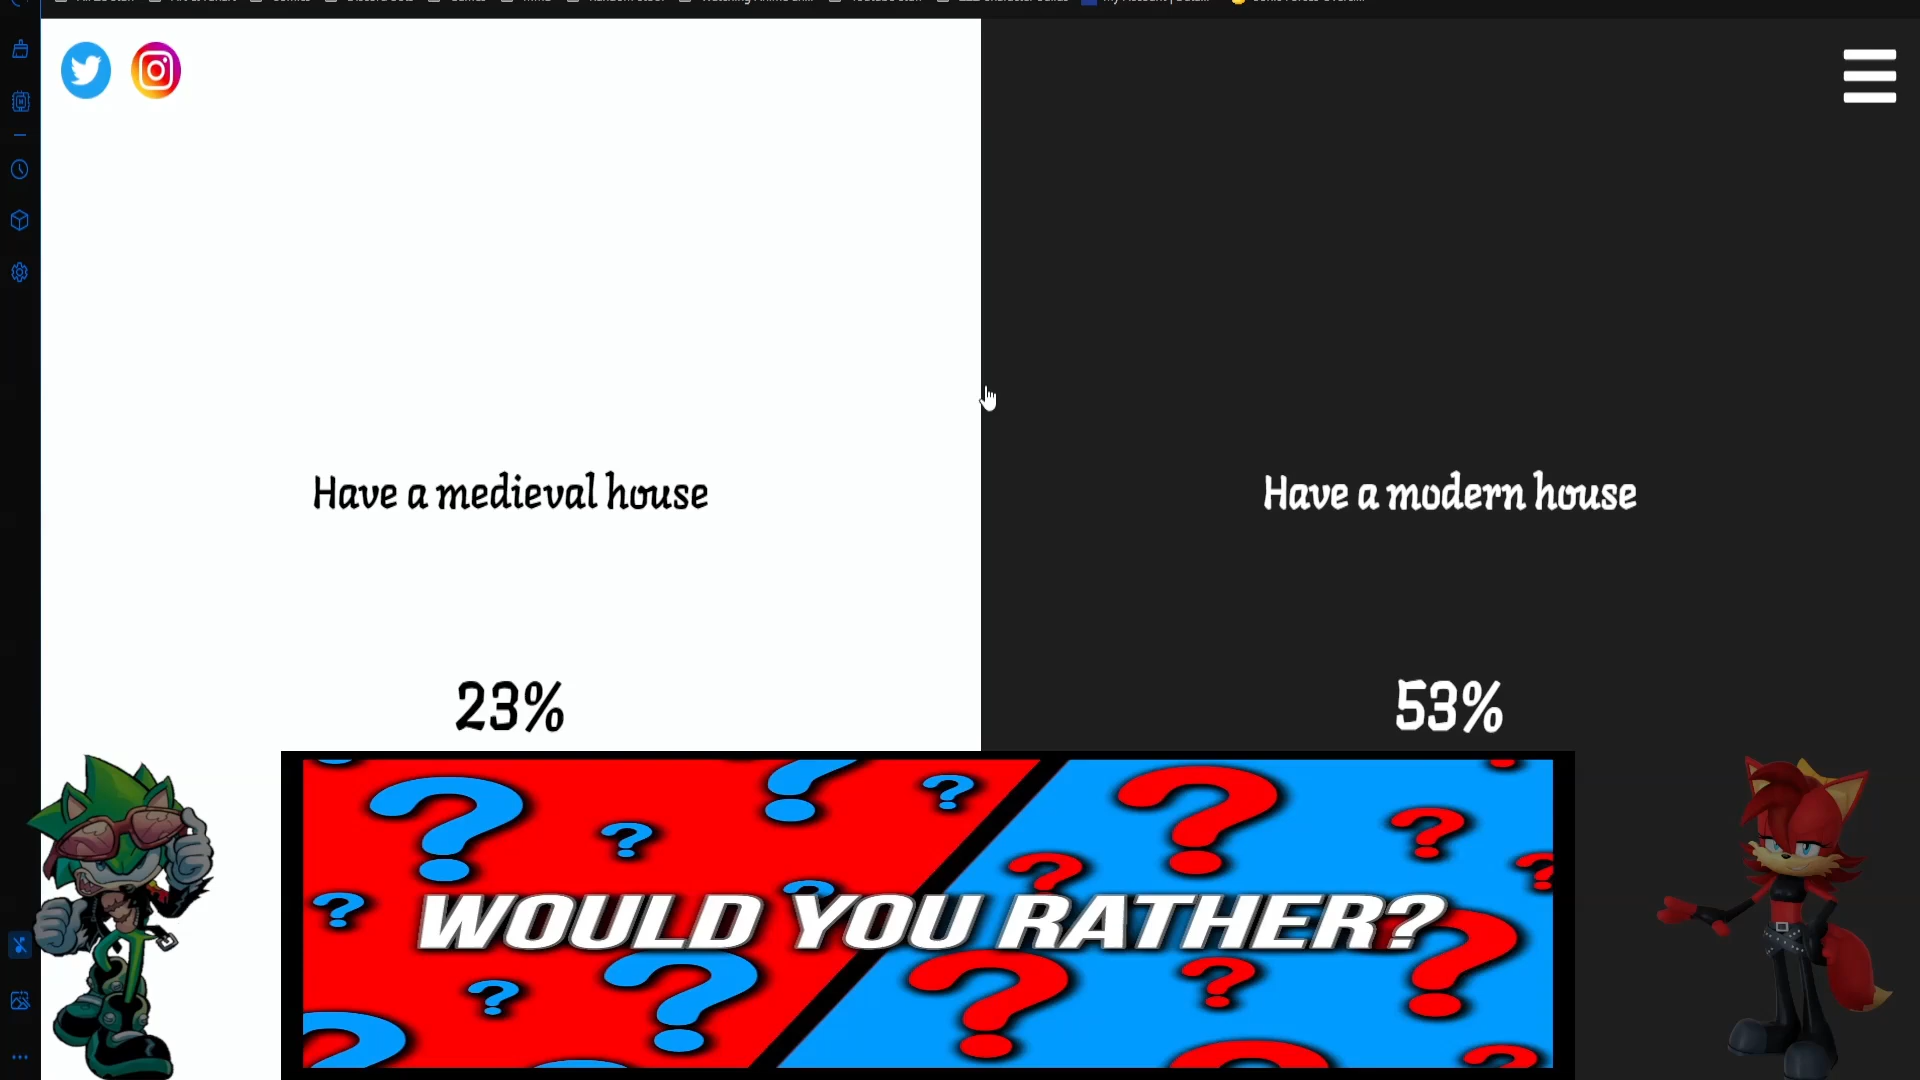 Have a medieval house
Have a modern house
23%
53%
WOULD YOU RATHER?